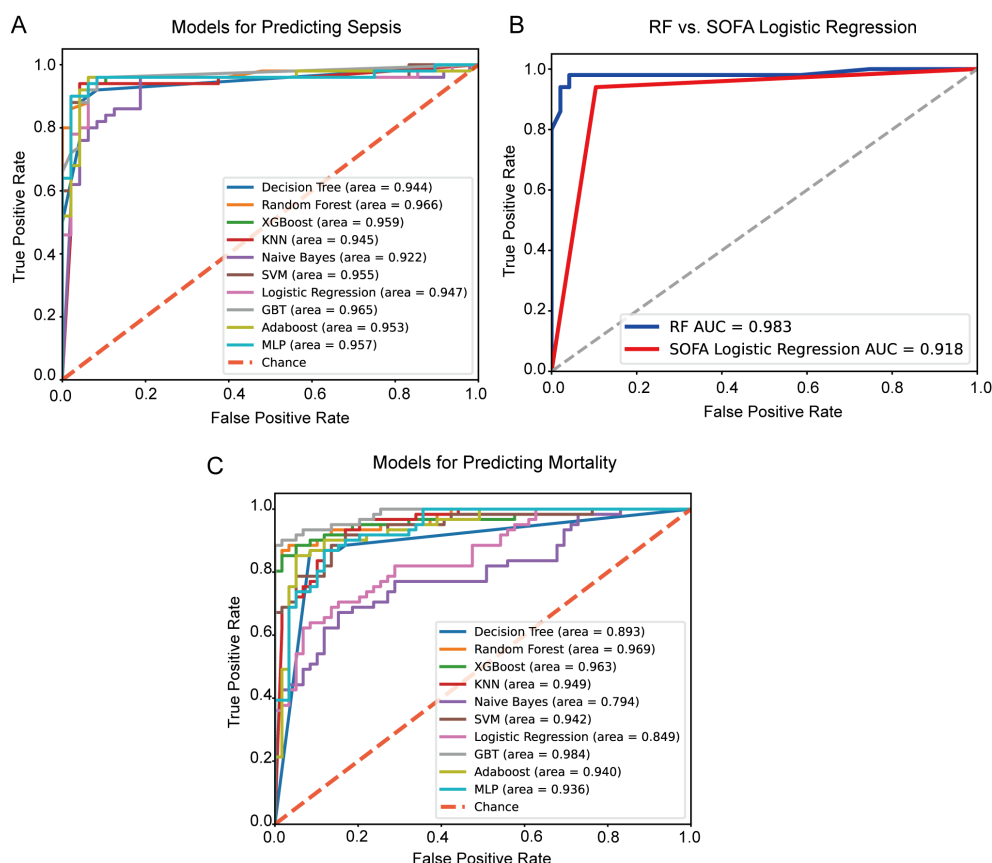 A
Models for Predicting Sepsis
1.0
0.8
0.6
0.4
0.2
0.0
0.0
0.2
0.4
0.6
0.8
1.0
True Positive Rate
False Positive Rate
Decision Tree (area = 0.944)
Random Forest (area = 0.966)
XGBoost (area = 0.959)
KNN (area = 0.945)
Naive Bayes (area = 0.922)
SVM (area = 0.955)
Logistic Regression (area = 0.947)
GBT (area = 0.965)
Adaboost (area = 0.953)
MLP (area = 0.957)
Chance
B
RF vs. SOFA Logistic Regression
1.0
0.8
0.6
0.4
0.2
0.0
0.0
0.2
0.4
0.6
0.8
1.0
True Positive Rate
False Positive Rate
RF AUC = 0.983
SOFA Logistic Regression AUC = 0.918
C
Models for Predicting Mortality
1.0
0.8
0.6
0.4
0.2
0.0
0.0
0.2
0.4
0.6
0.8
1.0
True Positive Rate
False Positive Rate
Decision Tree (area = 0.893)
Random Forest (area = 0.969)
XGBoost (area = 0.963)
KNN (area = 0.949)
Naive Bayes (area = 0.794)
SVM (area = 0.942)
Logistic Regression (area = 0.849)
GBT (area = 0.984)
Adaboost (area = 0.940)
MLP (area = 0.936)
Chance